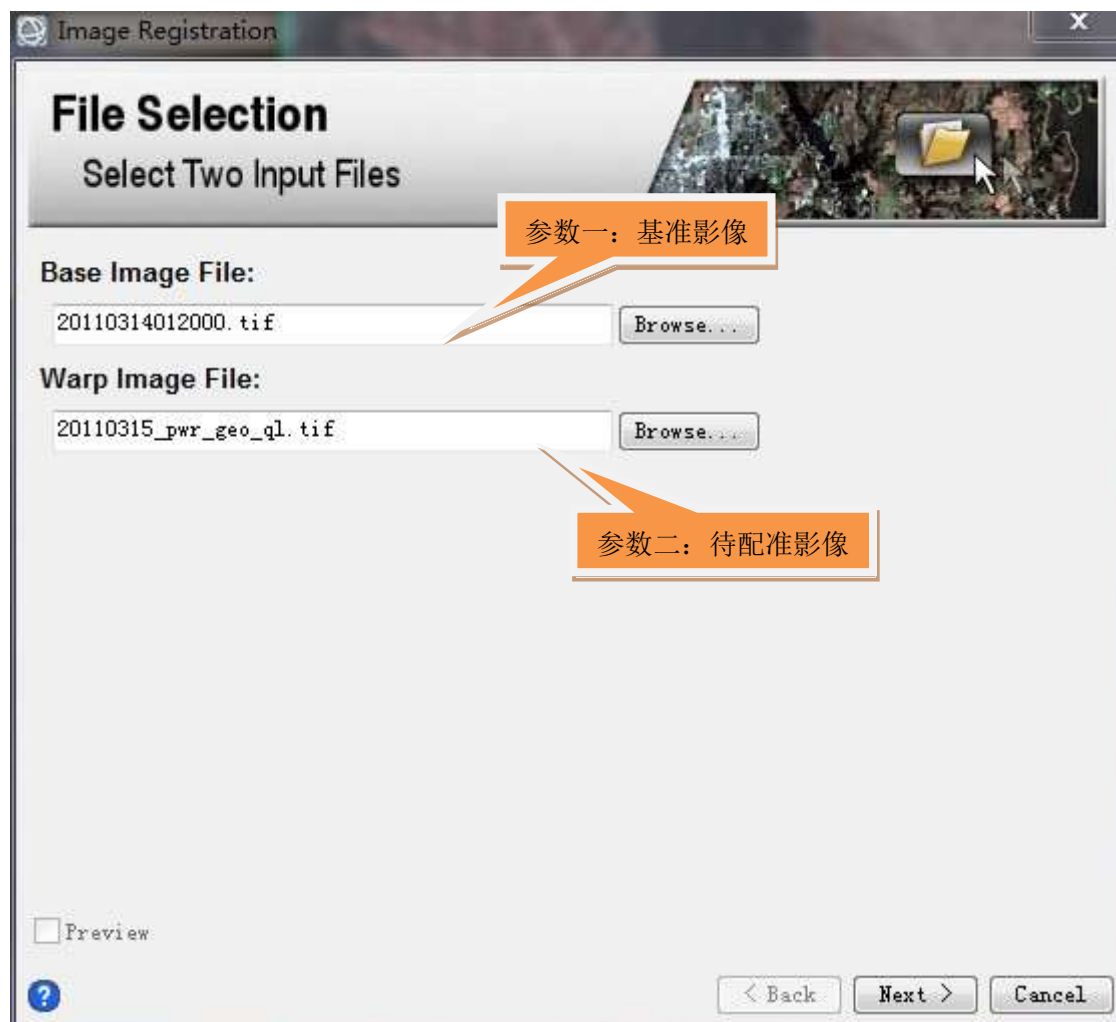 Image Registration
X
File Selection
Select Two Input Files
参数一：基准影像
Base Image File:
20110314012000.tif
Browse...
Warp Image File:
20110315_pwr_geo_ql.tif
Browse...
参数二：待配准影像
Preview
?
< Back
Next >
Cancel